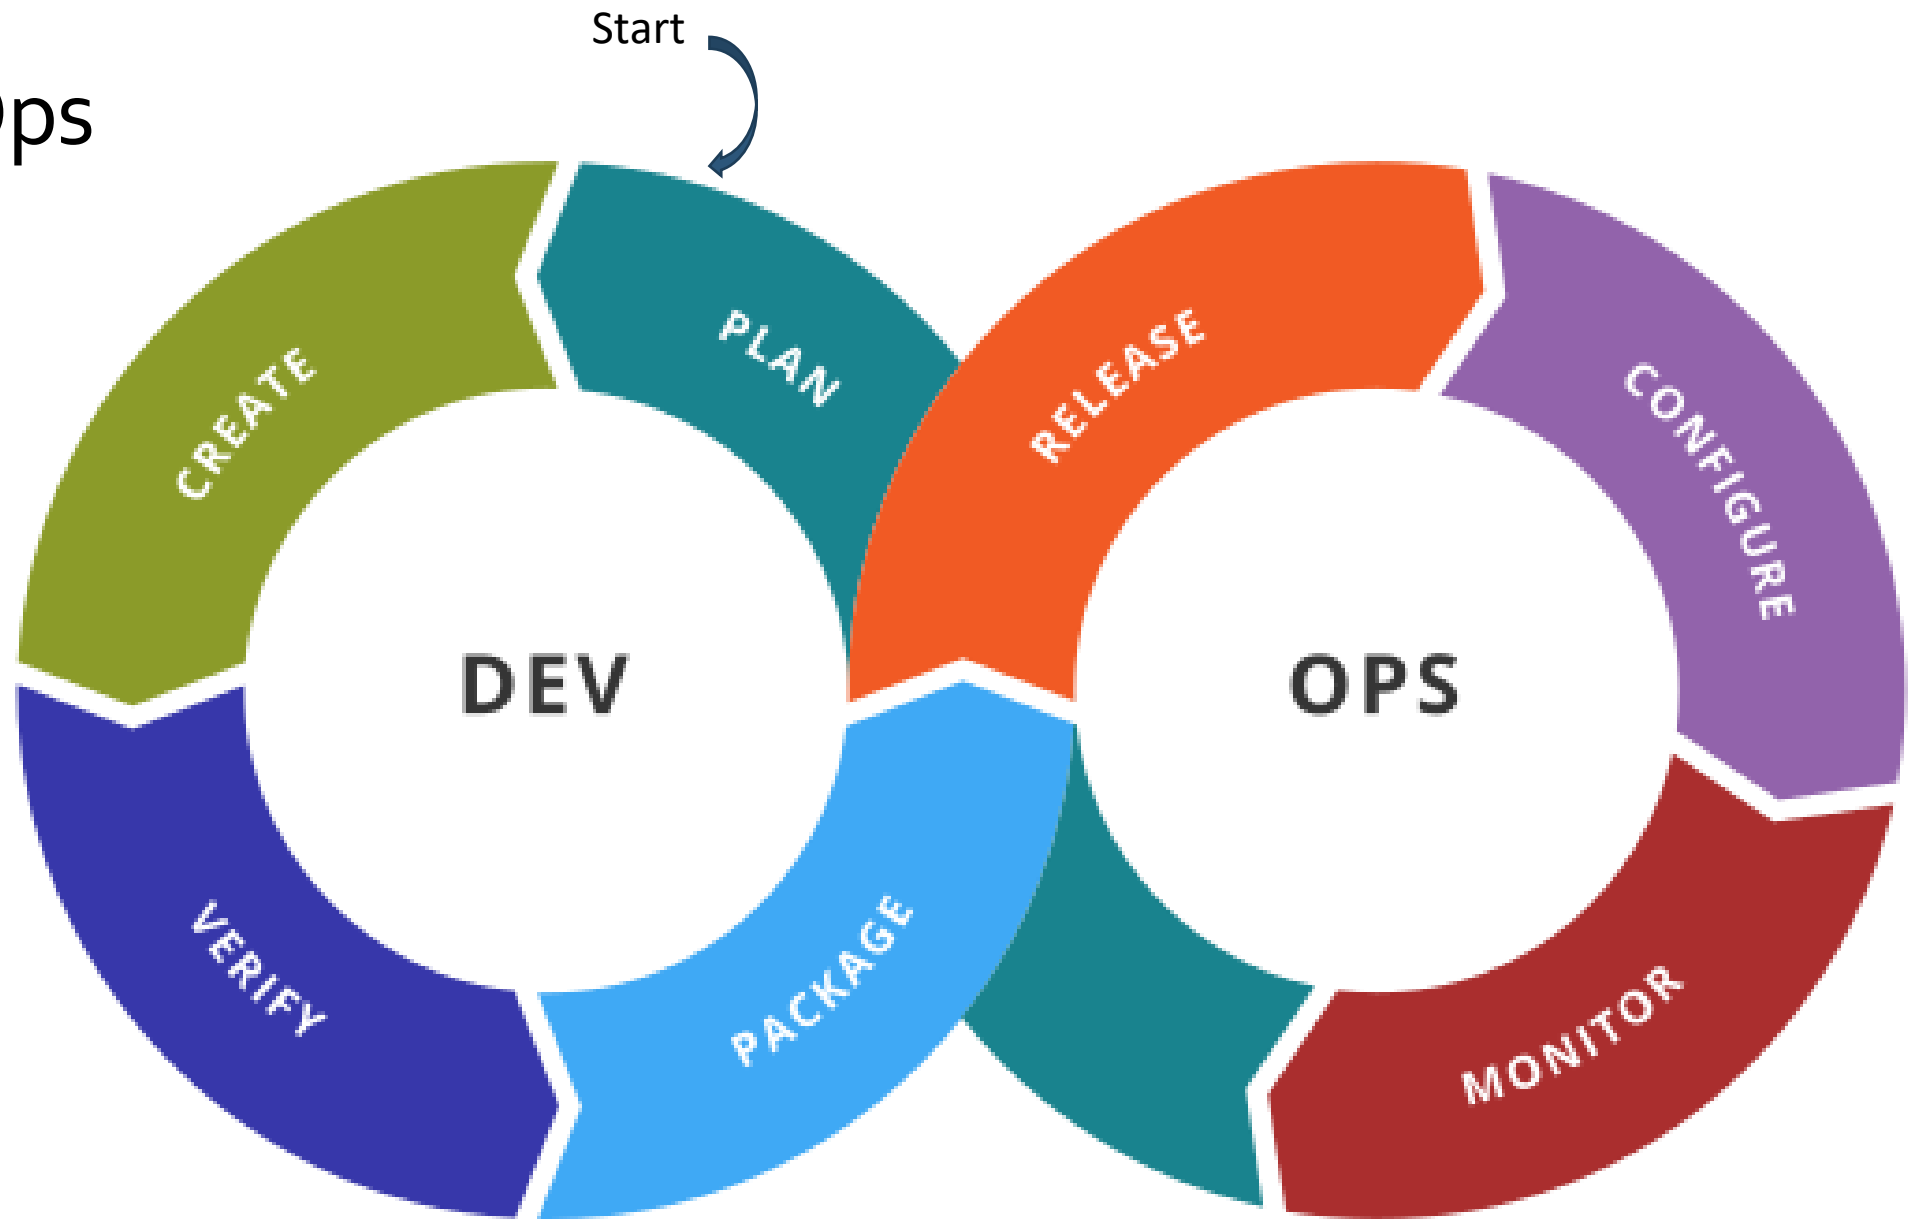 Start
ps
CREATE
PLAN
RELEASE
CONFIGURE
DEV
OPS
VERIFY
PACKAGE
MONITOR